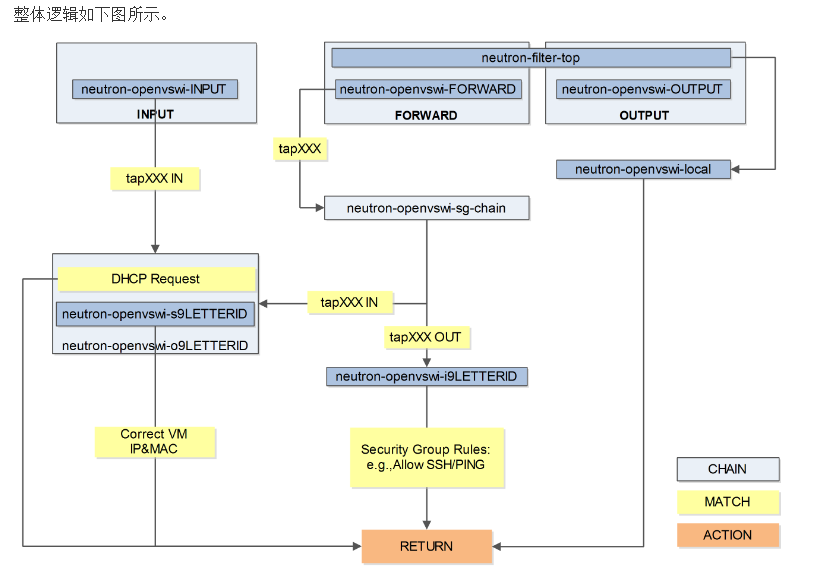 整体逻辑如下图所示。
neutron-filter-top
neutron-openvswi-INPUT
neutron-openvswi-FORWARD
neutron-openvswi-OUTPUT
INPUT
FORWARD
OUTPUT
tapXXX
tapXXX IN
neutron-openvswi-local
neutron-openvswi-sg-chain
DHCP Request
tapXXX IN
neutron-openvswi-s9LETTERID
tapXXX OUT
neutron-openvswi-o9LETTERID
neutron-openvswi-i9LETTERID
Correct VM
IP&MAC
Security Group Rules:
e.g.,Allow SSH/PING
CHAIN
MATCH
ACTION
RETURN